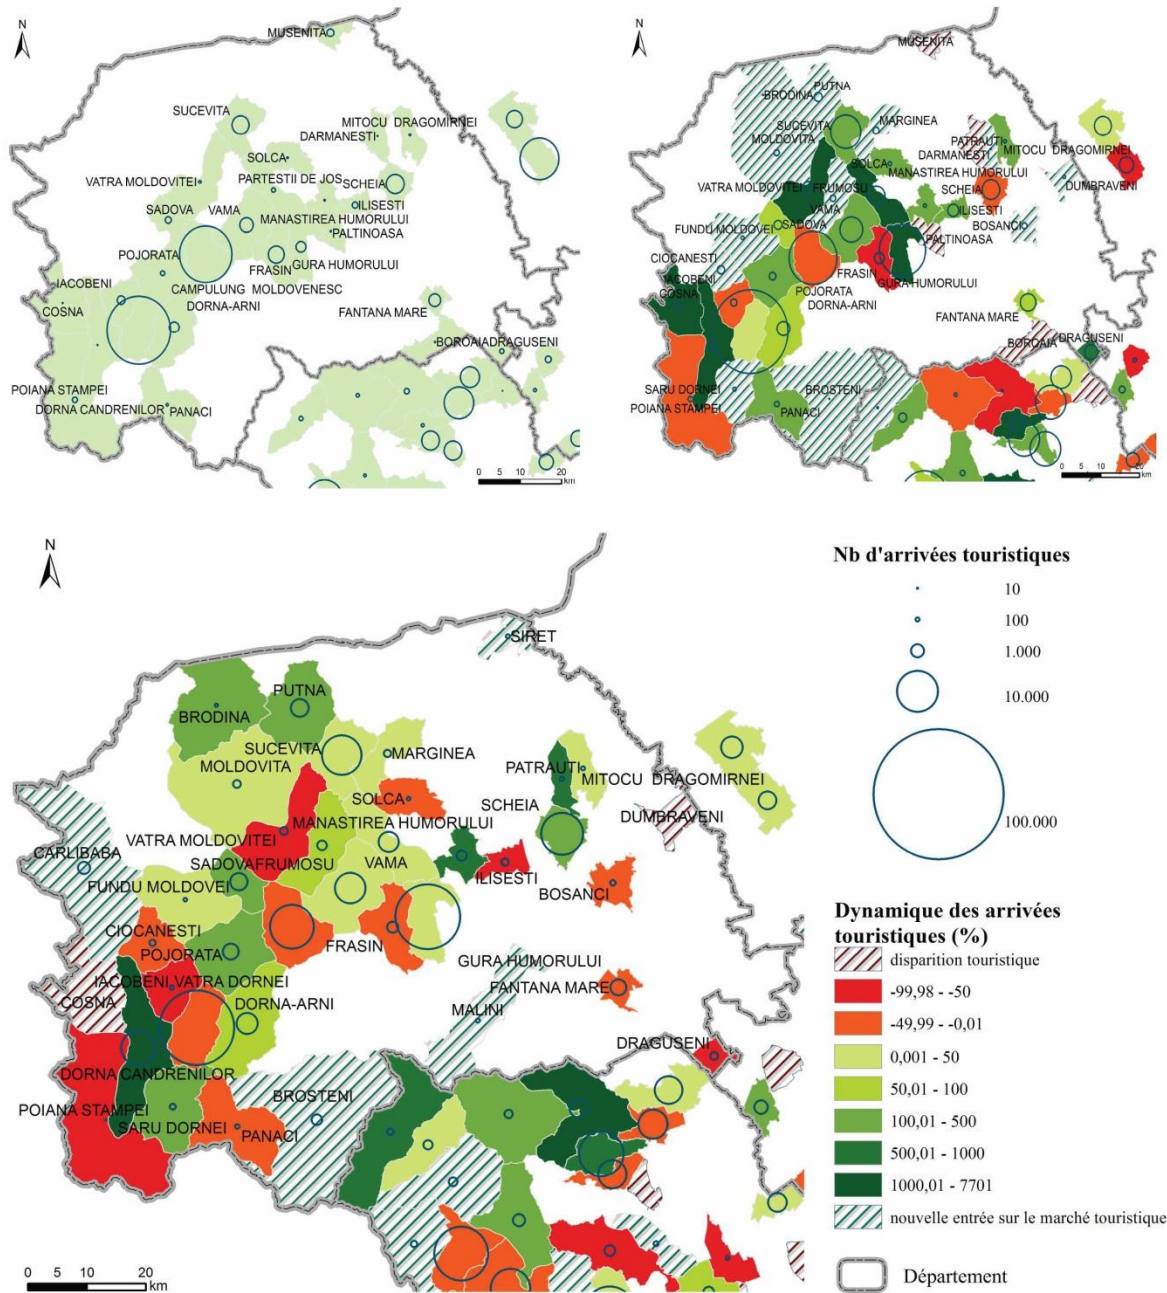 N
MUSENITA
SUCEVITA
MITOCU DRAGOMIRNEI
DARMANESTI
SOLCA
VATRA MOLDOVITEI
PARTESTII DE JOS
SCHEIA
SADOVA
VAMA
ILISESTI
MANASTIREA HUMORULUI
PALTINOASA
POJORATA
FRASIN
GURA HUMORULUI
IACOBENI
CAMPULUNG MOLDOVENESC
COSNA
DORNA-ARNI
FANTANA MARE
BOROAIA
DRAGUSENI
POIANA STAMPEI
DORNA CANDRENILOR
PANACI
0 5 10 20
km
N
MUSENITA
PUTNA
BRODINA
SUCEVITA
MARGINEA
MOLDOVITA
PATRAUTI
MITOCU DRAGOMIRNEI
SOLCA
DARMANESTI
MANASTIREA HUMORULUI
VATRA MOLDOVITEI
FRUMOSU
SCHEIA
DUMBRAVENI
VAMA
ILISESTI
SADOVA
FUNDU MOLDOVEI
BOSANCI
PALTINOASA
CIOCANESTI
FRASIN
IACOBENI
GURA HUMORULUI
COSNA
POJORATA
DORNA-ARNI
FANTANA MARE
DRAGUSENI
BOROAIA
SARU DORNEI
BROSTENI
POIANA STAMPEI
PANACI
0 5 10 20
km
N
SIRET
PUTNA
BRODINA
SUCEVITA
MARGINEA
MOLDOVITA
PATRAUTI
MITOCU DRAGOMIRNEI
SOLCA
SCHEIA
DUMBRAVENI
MANASTIREA HUMORULUI
VATRA MOLDOVITEI
CARLIBABA
SADOVA
FRUMOSU
VAMA
ILISESTI
FUNDU MOLDOVEI
BOSANCI
CIOCANESTI
POJORATA
FRASIN
GURA HUMORULUI
IACOBENI
VATRA DORNEI
FANTANA MARE
COSNA
DORNA-ARNI
MALINI
DRAGUSENI
DORNA CANDRENILOR
BROSTENI
POIANA STAMPEI
SARU DORNEI
PANACI
0 5 10 20
km
Nb d'arrivées touristiques
10
100
1.000
10.000
100.000
Dynamique des arrivées
touristiques (%)
disparition touristique
-99,98 - -50
-49,99 - -0,01
0,001 - 50
50,01 - 100
100,01 - 500
500,01 - 1000
1000,01 - 7701
nouvelle entrée sur le marché touristique
Département